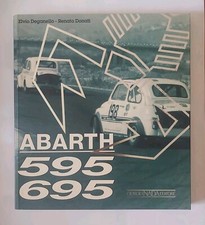 Elvio Deganello - Renato Donati
ABARTH
595
695